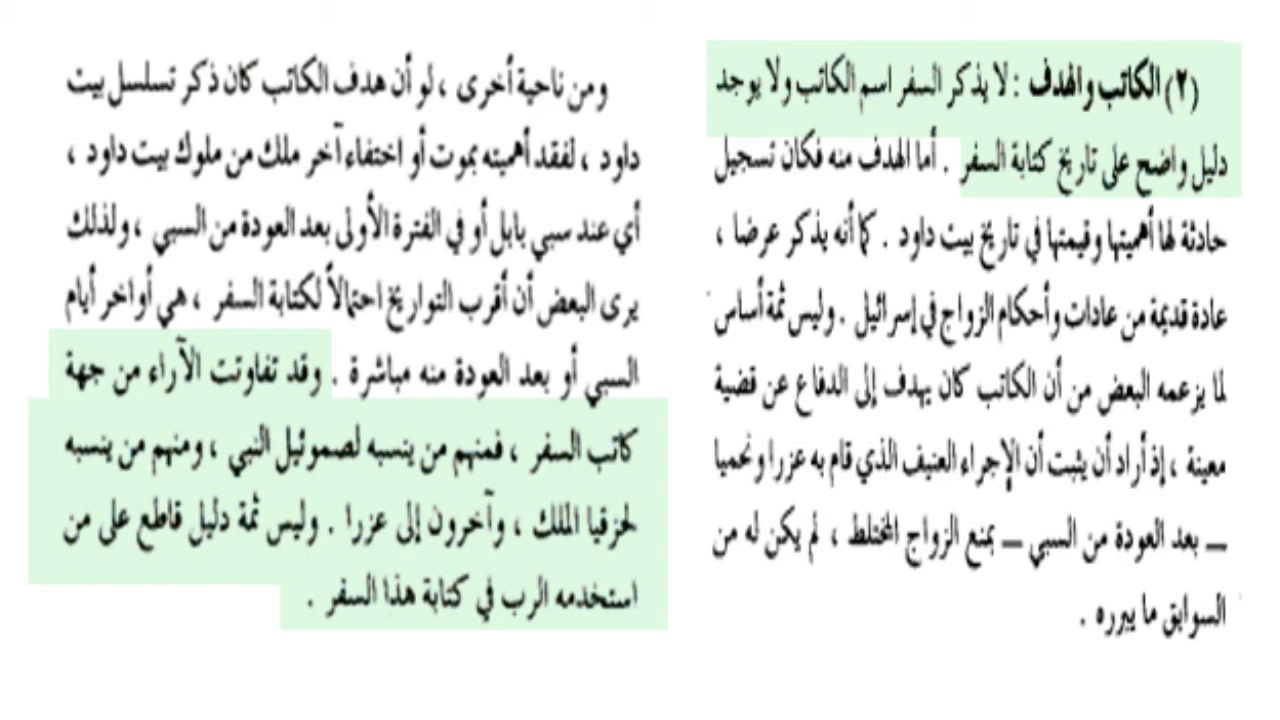 (٢) الكاتب والهدف : لا يذكر السفر اسم الكاتب ولا يوجد
دليل واضح على تاريخ كتابة السفر . أما الهدف منه فكان تسجيل
حادثة لها أهميتها وقيمتها في تاريخ بيت داود . كما أنه يذكر عرضا ،
عادة قديمة من عادات وأحكام الزواج في إسرائيل . وليس ثمة أساس
لما يزعمه البعض من أن الكاتب كان يهدف إلى الدفاع عن قضية
معينة ، إذ أراد أن يثبت أن الإجراء العنيف الذي قام به عزرا ونحميا
ــ بعد العودة من السبي ــ بمنع الزواج المختلط ، لم يكن له من
السوابق ما يبرره .
ومن ناحية أخرى ، لو أن هدف الكاتب كان ذكر تسلسل بيت
داود ، لفقد أهميته بموت أو اختفاء آخر ملك من ملوك بيت داود ،
أي عند سبي بابل أو في الفترة الأولى بعد العودة من السبي ، ولذلك
يرى البعض أن أقرب التواريخ احتمالاً لكتابة السفر ، هي أواخر أيام
السبي أو بعد العودة منه مباشرة . وقد تفاوتت الآراء من جهة
كاتب السفر ، فمنهم من ينسبه لصموئيل النبي ، ومنهم من ينسبه
لحزقيا الملك ، وآخرون إلى عزرا . وليس ثمة دليل قاطع على من
استخدمه الرب في كتابة هذا السفر .